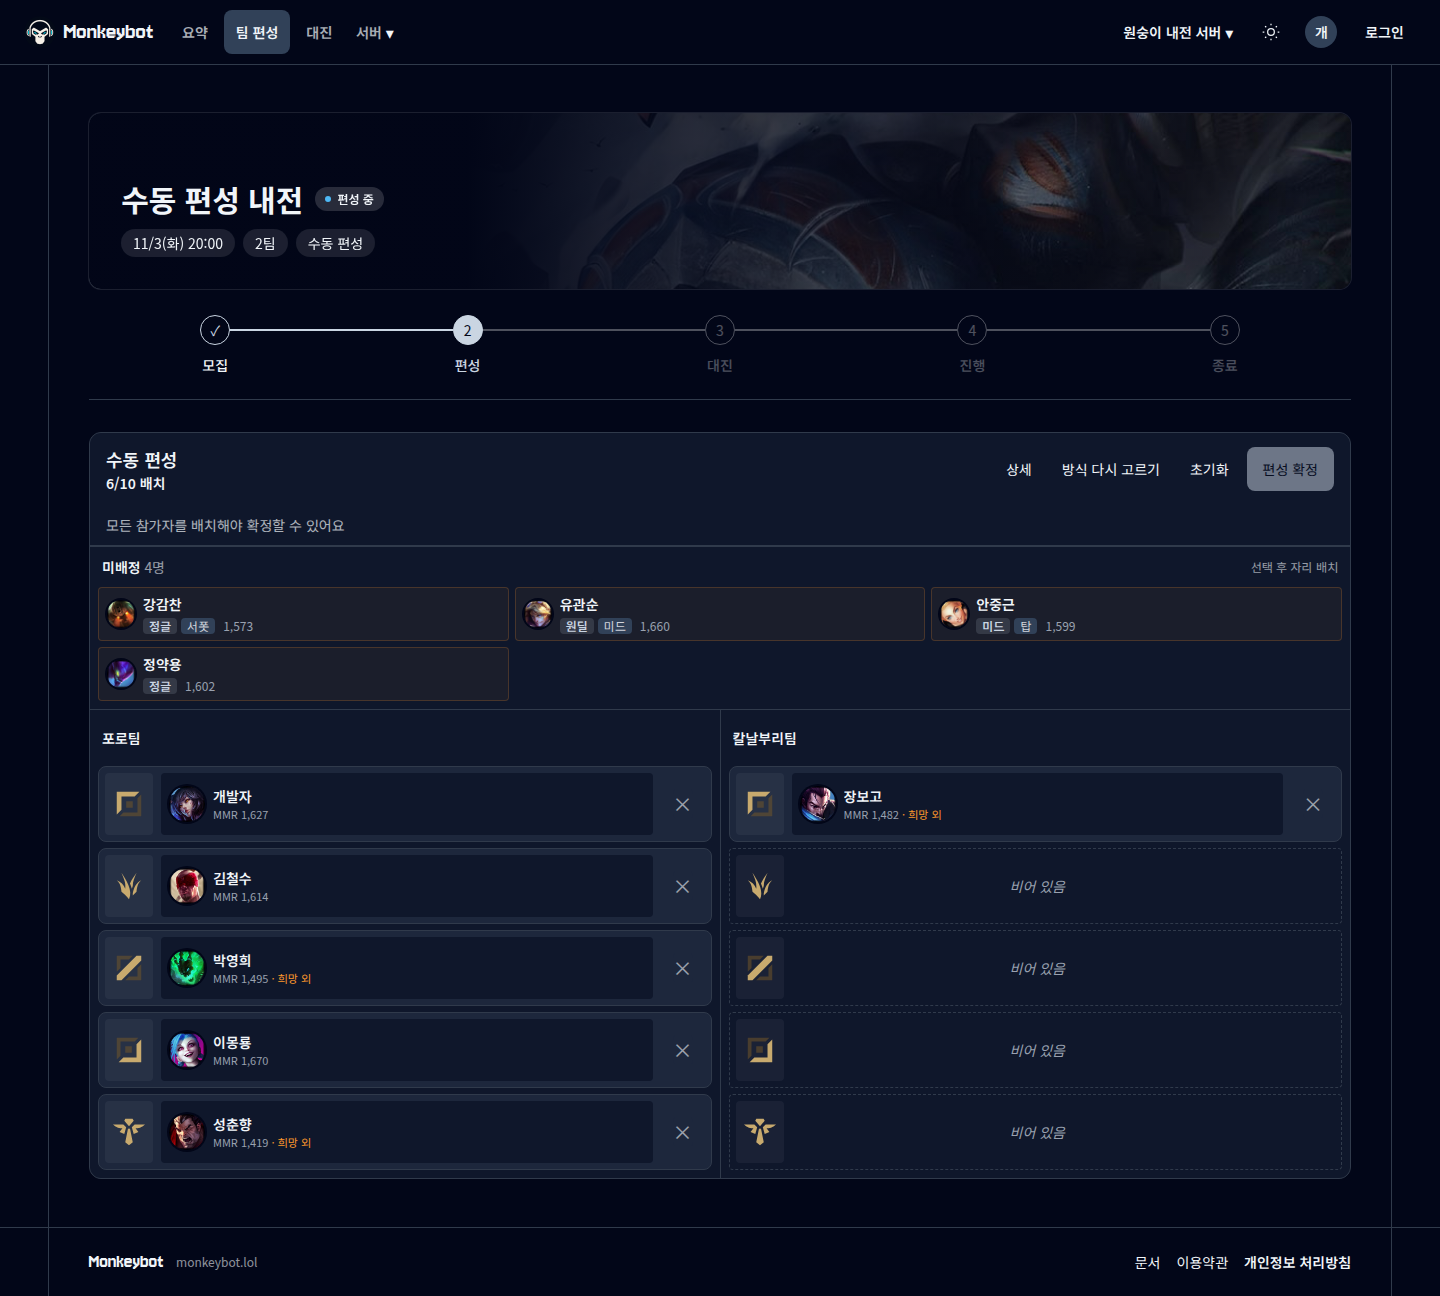 Monkeybot 요약 팀 편성 대진 서버 ▾ 원숭이 내전 서버 ▾ 개 로그인
수동 편성 내전 편성 중
11/3(화) 20:00 2팀 수동 편성
✓ 2 3 4 5
모집 편성 대진 진행 종료
수동 편성
6/10 배치
상세 방식 다시 고르기 초기화 편성 확정
모든 참가자를 배치해야 확정할 수 있어요
미배정 4명 선택 후 자리 배치
강감찬
정글 서폿 1,573
유관순
원딜 미드 1,660
안중근
미드 탑 1,599
정약용
정글 1,602
포로팀
개발자
MMR 1,627
김철수
MMR 1,614
박영희
MMR 1,495 · 희망 외
이몽룡
MMR 1,670
성춘향
MMR 1,419 · 희망 외
칼날부리팀
장보고
MMR 1,482 · 희망 외
비어 있음
비어 있음
비어 있음
비어 있음
Monkeybot monkeybot.lol 문서 이용약관 개인정보 처리방침